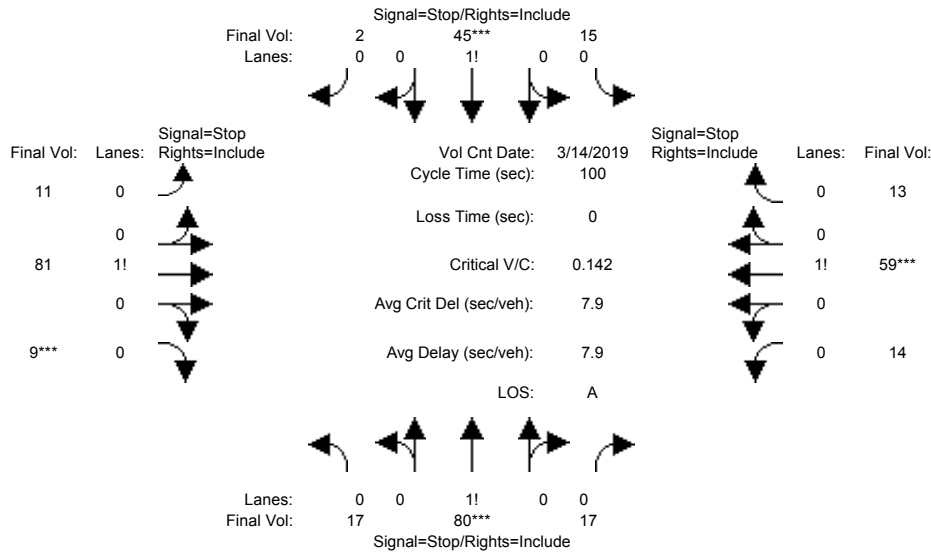 Signal=Stop/Rights=Include
Final Vol: 2 45*** 15
Lanes: 0 0 1! 0 0
Signal=Stop
Final Vol: Lanes: Rights=Include
Vol Cnt Date: 3/14/2019
Signal=Stop
Rights=Include Lanes: Final Vol:
Cycle Time (sec): 100
11 0
0 13
Loss Time (sec): 0
0
0
81 1!
Critical V/C: 0.142
1! 59***
0
Avg Crit Del (sec/veh): 7.9
0
9*** 0
Avg Delay (sec/veh): 7.9
0 14
LOS: A
Lanes: 0 0 1! 0 0
Final Vol: 17 80*** 17
Signal=Stop/Rights=Include